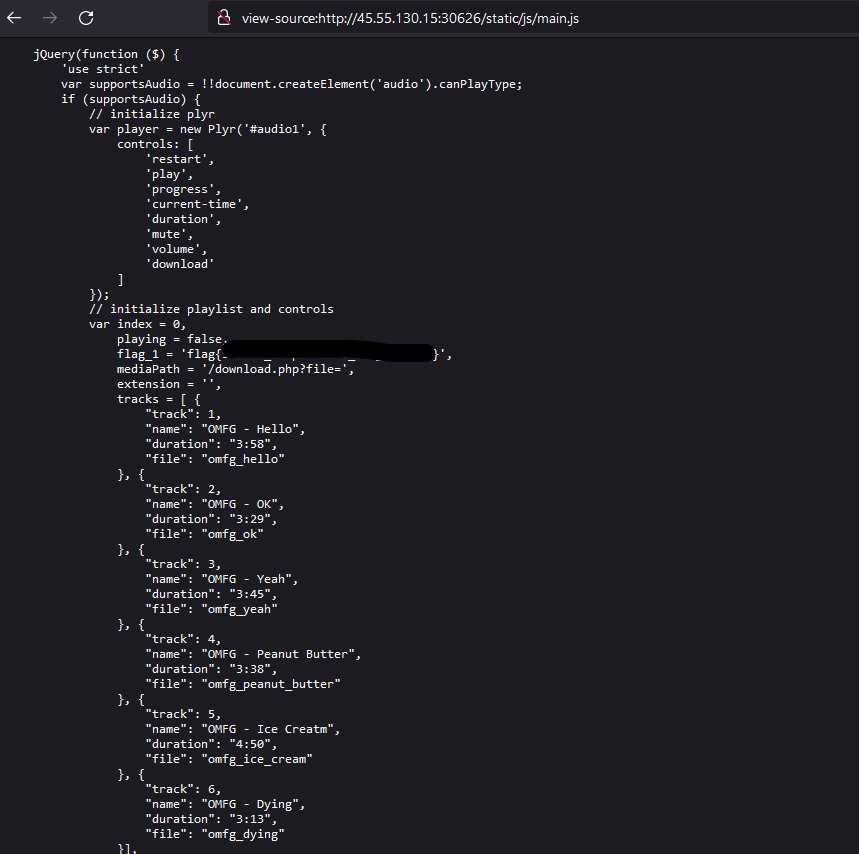 view-source:http://45.55.130.15:30626/static/js/main.js
jQuery(function ($) {
'use strict'
var supportsAudio = !!document.createElement('audio').canPlayType;
if (supportsAudio) {
// initialize plyr
var player = new Plyr('#audio1', {
controls: [
'restart',
'play',
'progress',
'current-time',
'duration',
'mute',
'volume',
'download'
]
});
// initialize playlist and controls
var index = 0,
playing = false,
flag_1 = 'flag{ }',
mediaPath = '/download.php?file=',
extension = '',
tracks = [ {
"track": 1,
"name": "OMFG - Hello",
"duration": "3:58",
"file": "omfg_hello"
}, {
"track": 2,
"name": "OMFG - OK",
"duration": "3:29",
"file": "omfg_ok"
}, {
"track": 3,
"name": "OMFG - Yeah",
"duration": "3:45",
"file": "omfg_yeah"
}, {
"track": 4,
"name": "OMFG - Peanut Butter",
"duration": "3:38",
"file": "omfg_peanut_butter"
}, {
"track": 5,
"name": "OMFG - Ice Creatm",
"duration": "4:50",
"file": "omfg_ice_cream"
}, {
"track": 6,
"name": "OMFG - Dying",
"duration": "3:13",
"file": "omfg_dying"
}],